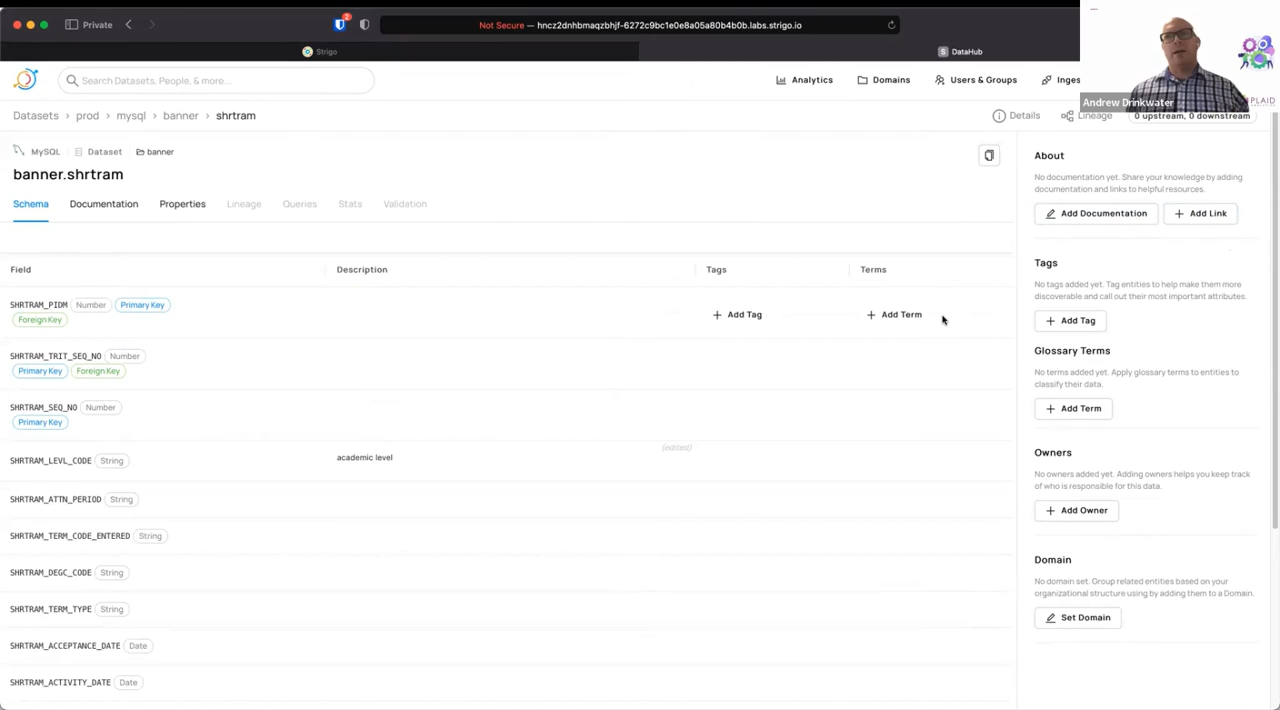 Private
2
Not Secure — hncz2dnhbmaqzbhjf-6272c9bc1e0e8a05a80b4b0b.labs.strigo.io
Strigo
S DataHub
Search Datasets, People, & more...
Analytics
Domains
Users & Groups
Inges
Andrew Drinkwater
PLAID
Datasets > prod > mysql > banner > shrtram
Details
Lineage
0 upstream, 0 downstream
MySQL
Dataset
banner
banner.shrtram
Schema
Documentation
Properties
Lineage
Queries
Stats
Validation
Field
Description
Tags
Terms
SHRTRAM_PIDM Number Primary Key
Foreign Key
+ Add Tag
+ Add Term
SHRTRAM_TRIT_SEQ_NO Number
Primary Key Foreign Key
SHRTRAM_SEQ_NO Number
Primary Key
SHRTRAM_LEVL_CODE String
academic level
(edited)
SHRTRAM_ATTN_PERIOD String
SHRTRAM_TERM_CODE_ENTERED String
SHRTRAM_DEGC_CODE String
SHRTRAM_TERM_TYPE String
SHRTRAM_ACCEPTANCE_DATE Date
SHRTRAM_ACTIVITY_DATE Date
About
No documentation yet. Share your knowledge by adding
documentation and links to helpful resources.
Add Documentation
+ Add Link
Tags
No tags added yet. Tag entities to help make them more
discoverable and call out their most important attributes.
+ Add Tag
Glossary Terms
No terms added yet. Apply glossary terms to entities to
classify their data.
+ Add Term
Owners
No owners added yet. Adding owners helps you keep track
of who is responsible for this data.
+ Add Owner
Domain
No domain set. Group related entities based on your
organizational structure using by adding them to a Domain.
Set Domain